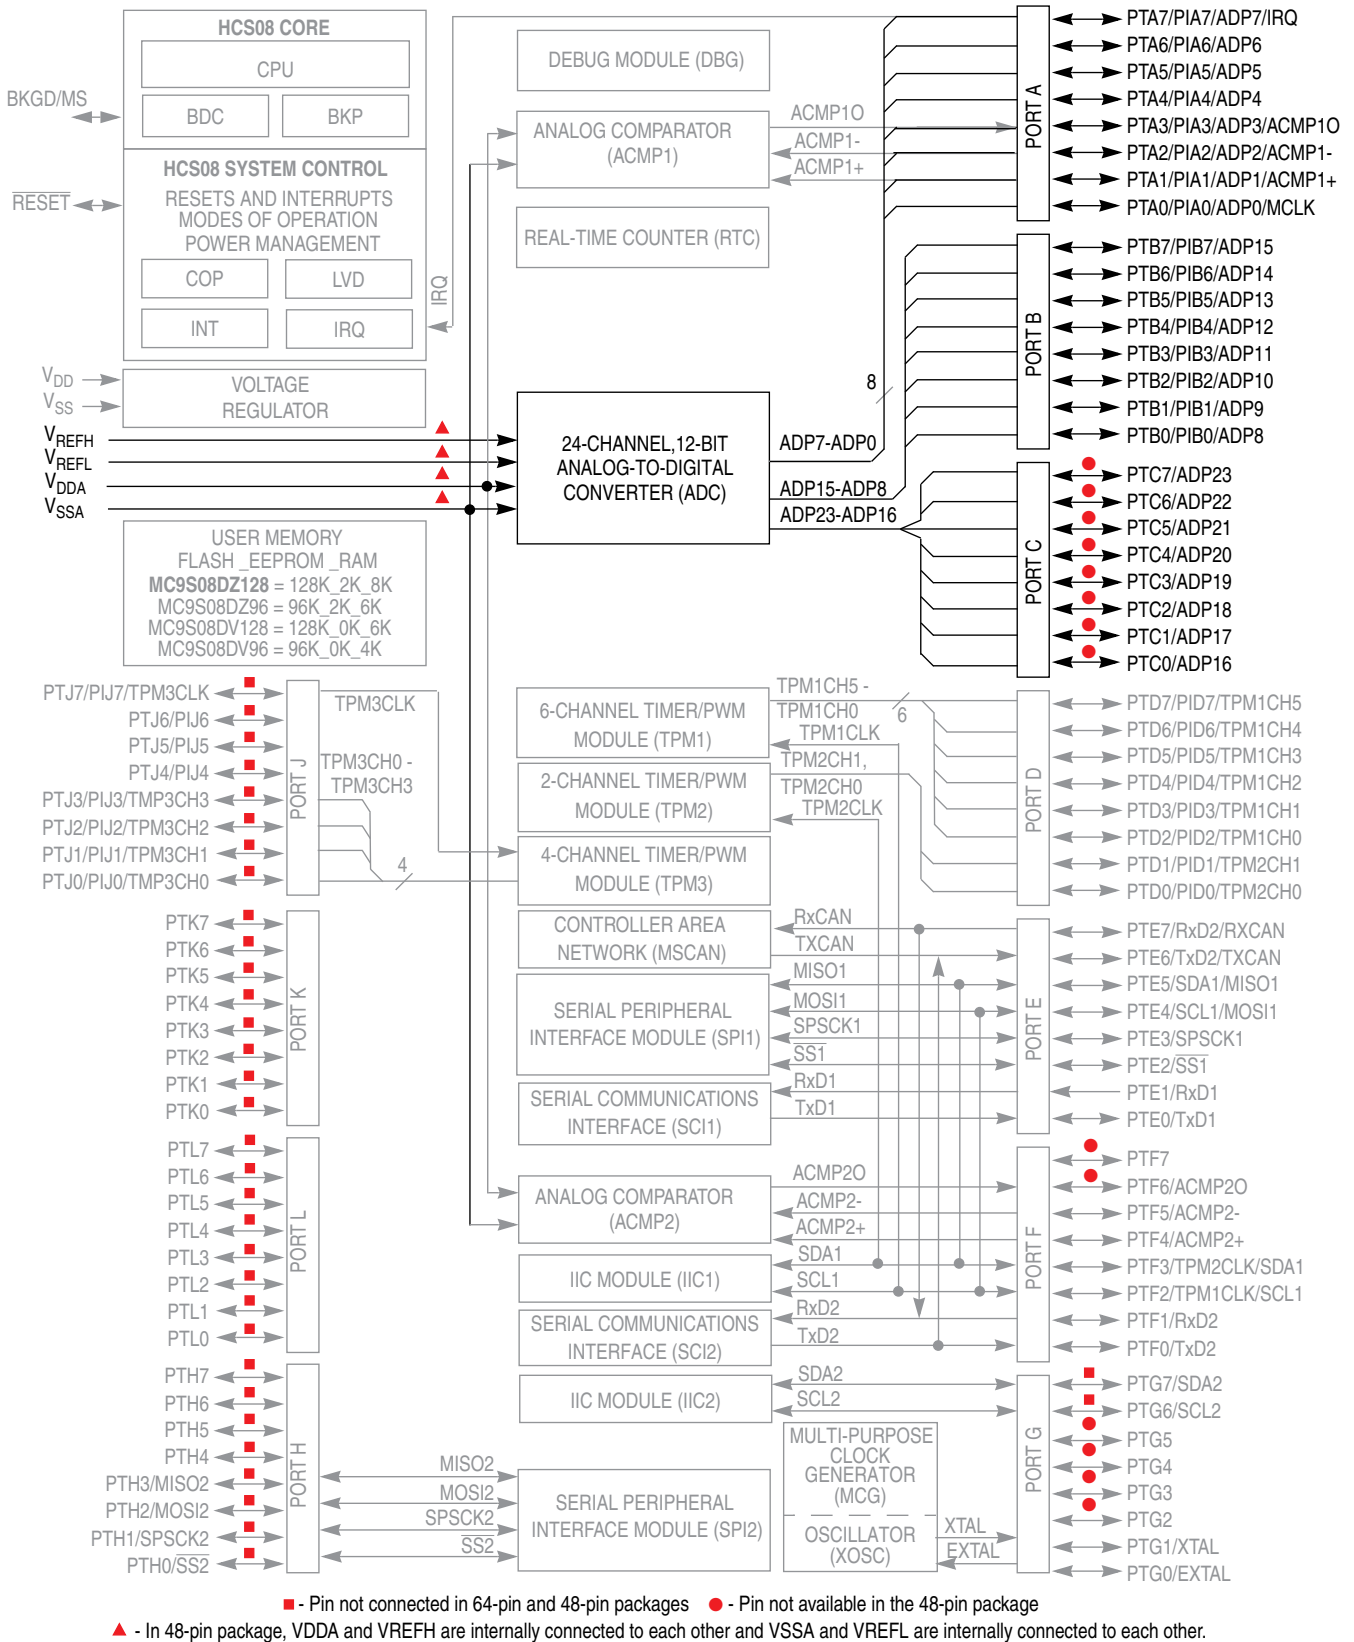 HCS08 CORE
CPU
BDC
BKP
BKGD/MS
HCS08 SYSTEM CONTROL
RESETS AND INTERRUPTS
MODES OF OPERATION
POWER MANAGEMENT
COP
LVD
INT
IRQ
RESET
IRQ
VDD
VSS
VOLTAGE
REGULATOR
VREFH
VREFL
VDDA
VSSA
USER MEMORY
FLASH _EEPROM _RAM
MC9S08DZ128 = 128K_2K_8K
MC9S08DZ96 = 96K_2K_6K
MC9S08DV128 = 128K_0K_6K
MC9S08DV96 = 96K_0K_4K
DEBUG MODULE (DBG)
ANALOG COMPARATOR
(ACMP1)
ACMP1O
ACMP1-
ACMP1+
REAL-TIME COUNTER (RTC)
24-CHANNEL,12-BIT
ANALOG-TO-DIGITAL
CONVERTER (ADC)
8
ADP7-ADP0
ADP15-ADP8
ADP23-ADP16
PORT A
PTA7/PIA7/ADP7/IRQ
PTA6/PIA6/ADP6
PTA5/PIA5/ADP5
PTA4/PIA4/ADP4
PTA3/PIA3/ADP3/ACMP1O
PTA2/PIA2/ADP2/ACMP1-
PTA1/PIA1/ADP1/ACMP1+
PTA0/PIA0/ADP0/MCLK
PORT B
PTB7/PIB7/ADP15
PTB6/PIB6/ADP14
PTB5/PIB5/ADP13
PTB4/PIB4/ADP12
PTB3/PIB3/ADP11
PTB2/PIB2/ADP10
PTB1/PIB1/ADP9
PTB0/PIB0/ADP8
PORT C
PTC7/ADP23
PTC6/ADP22
PTC5/ADP21
PTC4/ADP20
PTC3/ADP19
PTC2/ADP18
PTC1/ADP17
PTC0/ADP16
PTJ7/PIJ7/TPM3CLK
PTJ6/PIJ6
PTJ5/PIJ5
PTJ4/PIJ4
PTJ3/PIJ3/TMP3CH3
PTJ2/PIJ2/TPM3CH2
PTJ1/PIJ1/TPM3CH1
PTJ0/PIJ0/TMP3CH0
PORT J
TPM3CLK
TPM3CH0 -
TPM3CH3
4
6-CHANNEL TIMER/PWM
MODULE (TPM1)
TPM1CH5 -
TPM1CH0
6
TPM1CLK
2-CHANNEL TIMER/PWM
MODULE (TPM2)
TPM2CH1,
TPM2CH0
TPM2CLK
4-CHANNEL TIMER/PWM
MODULE (TPM3)
PORT D
PTD7/PID7/TPM1CH5
PTD6/PID6/TPM1CH4
PTD5/PID5/TPM1CH3
PTD4/PID4/TPM1CH2
PTD3/PID3/TPM1CH1
PTD2/PID2/TPM1CH0
PTD1/PID1/TPM2CH1
PTD0/PID0/TPM2CH0
PTK7
PTK6
PTK5
PTK4
PTK3
PTK2
PTK1
PTK0
PORT K
CONTROLLER AREA
NETWORK (MSCAN)
RxCAN
TXCAN
SERIAL PERIPHERAL
INTERFACE MODULE (SPI1)
MISO1
MOSI1
SPSCK1
SS1
SERIAL COMMUNICATIONS
INTERFACE (SCI1)
RxD1
TxD1
PORT E
PTE7/RxD2/RXCAN
PTE6/TxD2/TXCAN
PTE5/SDA1/MISO1
PTE4/SCL1/MOSI1
PTE3/SPSCK1
PTE2/SS1
PTE1/RxD1
PTE0/TxD1
PTL7
PTL6
PTL5
PTL4
PTL3
PTL2
PTL1
PTL0
PORT L
ANALOG COMPARATOR
(ACMP2)
ACMP2O
ACMP2-
ACMP2+
IIC MODULE (IIC1)
SDA1
SCL1
SERIAL COMMUNICATIONS
INTERFACE (SCI2)
RxD2
TxD2
PORT F
PTF7
PTF6/ACMP2O
PTF5/ACMP2-
PTF4/ACMP2+
PTF3/TPM2CLK/SDA1
PTF2/TPM1CLK/SCL1
PTF1/RxD2
PTF0/TxD2
PTH7
PTH6
PTH5
PTH4
PTH3/MISO2
PTH2/MOSI2
PTH1/SPSCK2
PTH0/SS2
PORT H
MISO2
MOSI2
SPSCK2
SS2
IIC MODULE (IIC2)
SDA2
SCL2
SERIAL PERIPHERAL
INTERFACE MODULE (SPI2)
MULTI-PURPOSE
CLOCK
GENERATOR
(MCG)
OSCILLATOR
(XOSC)
XTAL
EXTAL
PORT G
PTG7/SDA2
PTG6/SCL2
PTG5
PTG4
PTG3
PTG2
PTG1/XTAL
PTG0/EXTAL
- Pin not connected in 64-pin and 48-pin packages - Pin not available in the 48-pin package
- In 48-pin package, VDDA and VREFH are internally connected to each other and VSSA and VREFL are internally connected to each other.